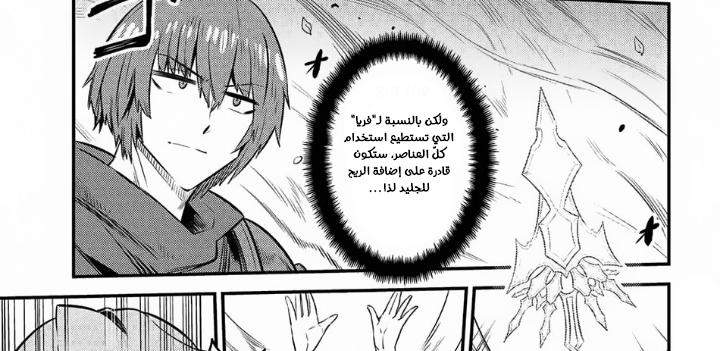 ولكن بالنسبة لـ"فريا"
التي تستطيع استخدام
كلّ العناصر، ستكون
قادرة على إضافة الريح
للجليد لذا...